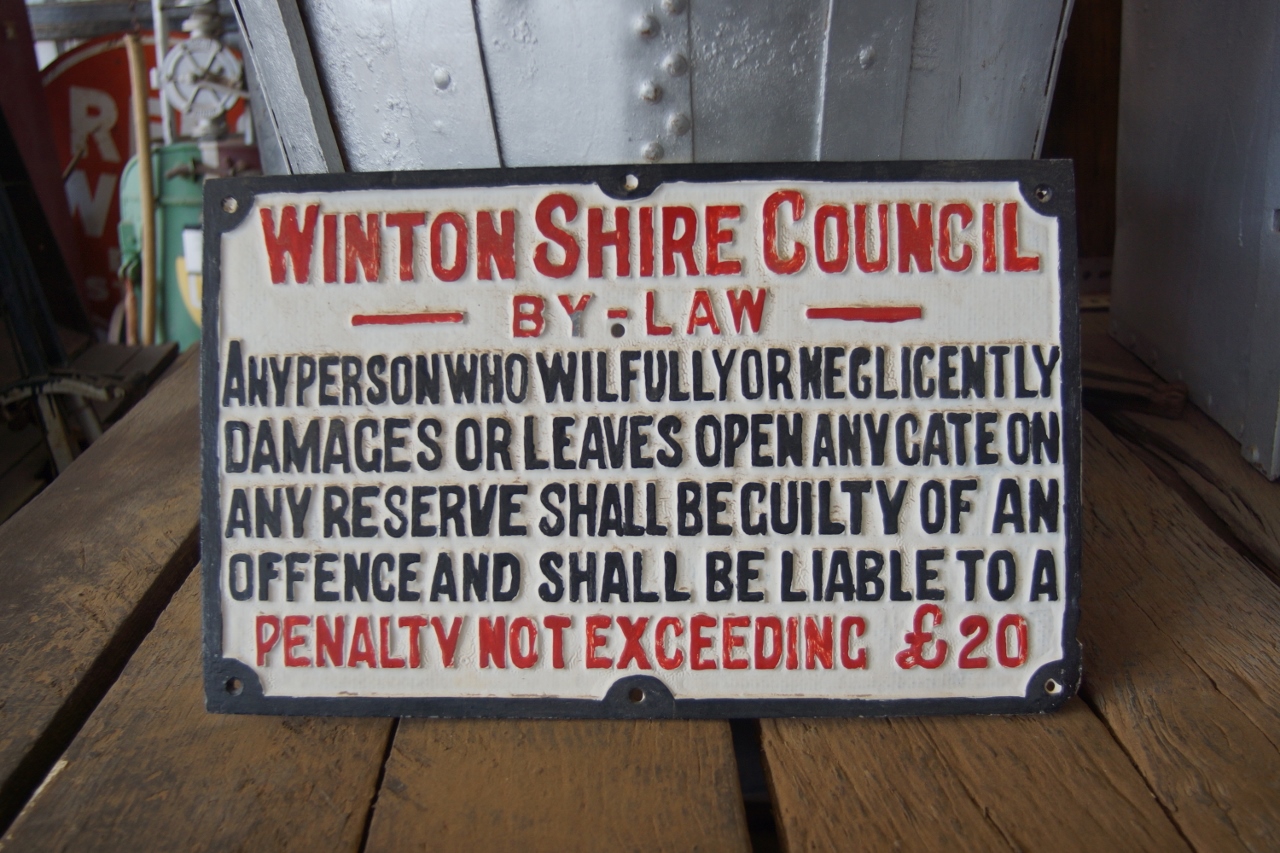 WINTON SHIRE COUNCIL
BY-LAW
ANY PERSON WHO WILFULLY OR NEGLIGENTLY
DAMAGES OR LEAVES OPEN ANY GATE ON
ANY RESERVE SHALL BE GUILTY OF AN
OFFENCE AND SHALL BE LIABLE TO A
PENALTY NOT EXCEEDING £20